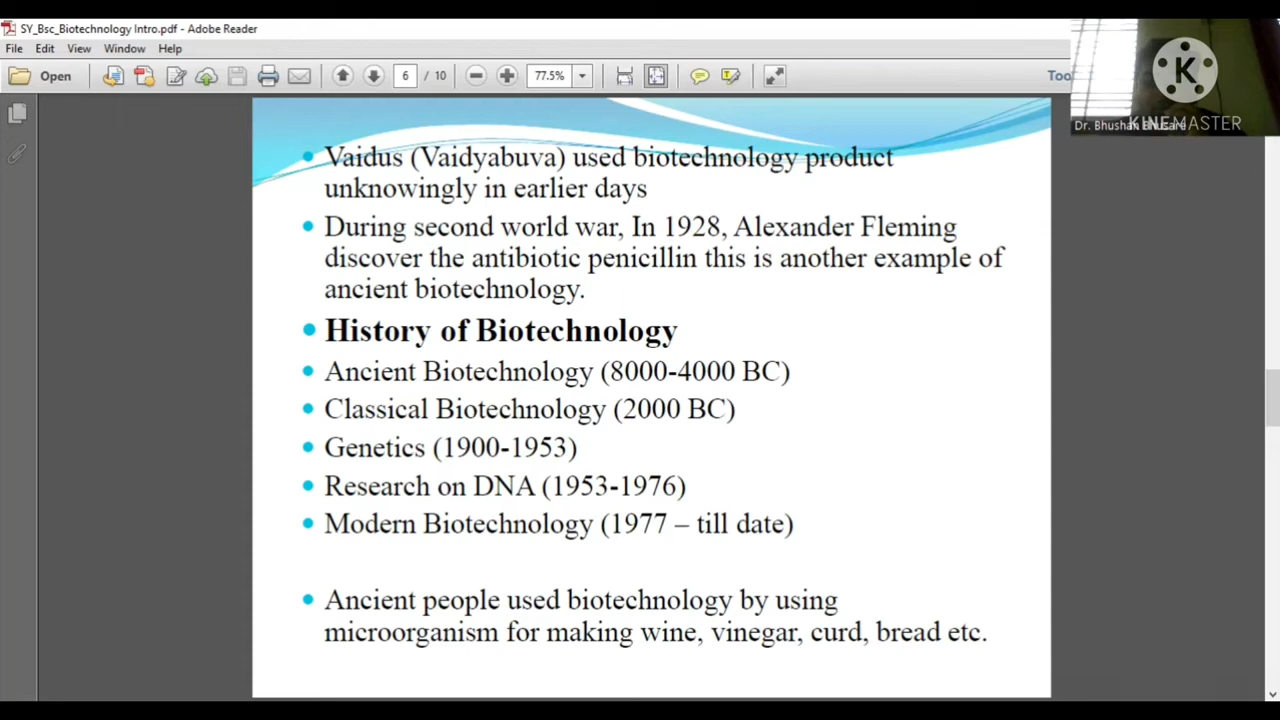 SY_Bsc_Biotechnology Intro.pdf - Adobe Reader
File Edit View Window Help
Open 6 / 10 77.5% Too
K
KINEMASTER
Dr. Bhushan Bhusare
Vaidus (Vaidyabuva) used biotechnology product
unknowingly in earlier days
During second world war, In 1928, Alexander Fleming
discover the antibiotic penicillin this is another example of
ancient biotechnology.
History of Biotechnology
Ancient Biotechnology (8000-4000 BC)
Classical Biotechnology (2000 BC)
Genetics (1900-1953)
Research on DNA (1953-1976)
Modern Biotechnology (1977 – till date)
Ancient people used biotechnology by using
microorganism for making wine, vinegar, curd, bread etc.